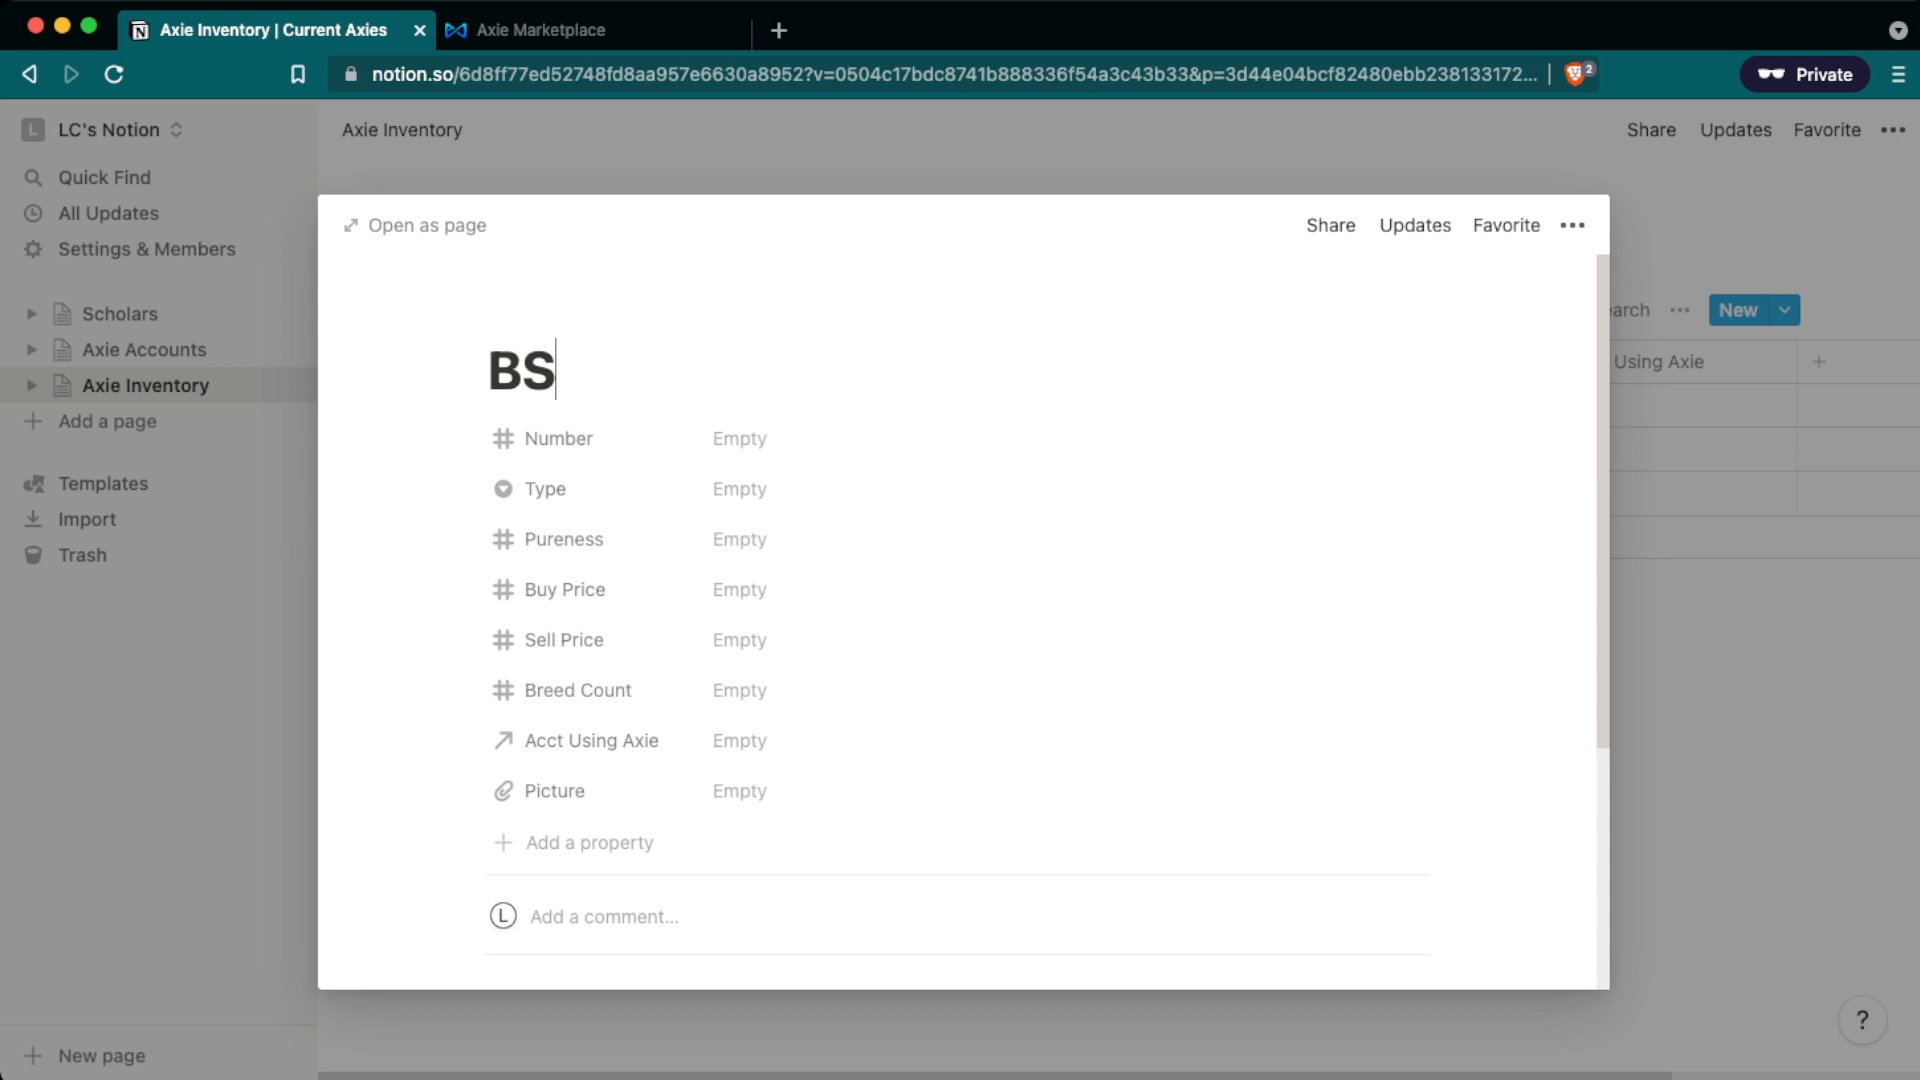 Axie Inventory | Current Axies
Axie Marketplace
notion.so/6d8ff77ed52748fd8aa957e6630a8952?v=0504c17bdc8741b888336f54a3c43b33&p=3d44e04bcf82480ebb238133172...
2
Private
L
LC's Notion
Axie Inventory
Share
Updates
Favorite
Quick Find
All Updates
Settings & Members
Scholars
Axie Accounts
Axie Inventory
Add a page
Templates
Import
Trash
New page
Open as page
Share
Updates
Favorite
BS
Number Empty
Type Empty
Pureness Empty
Buy Price Empty
Sell Price Empty
Breed Count Empty
Acct Using Axie Empty
Picture Empty
Add a property
L
Add a comment...
earch
New
Using Axie
?